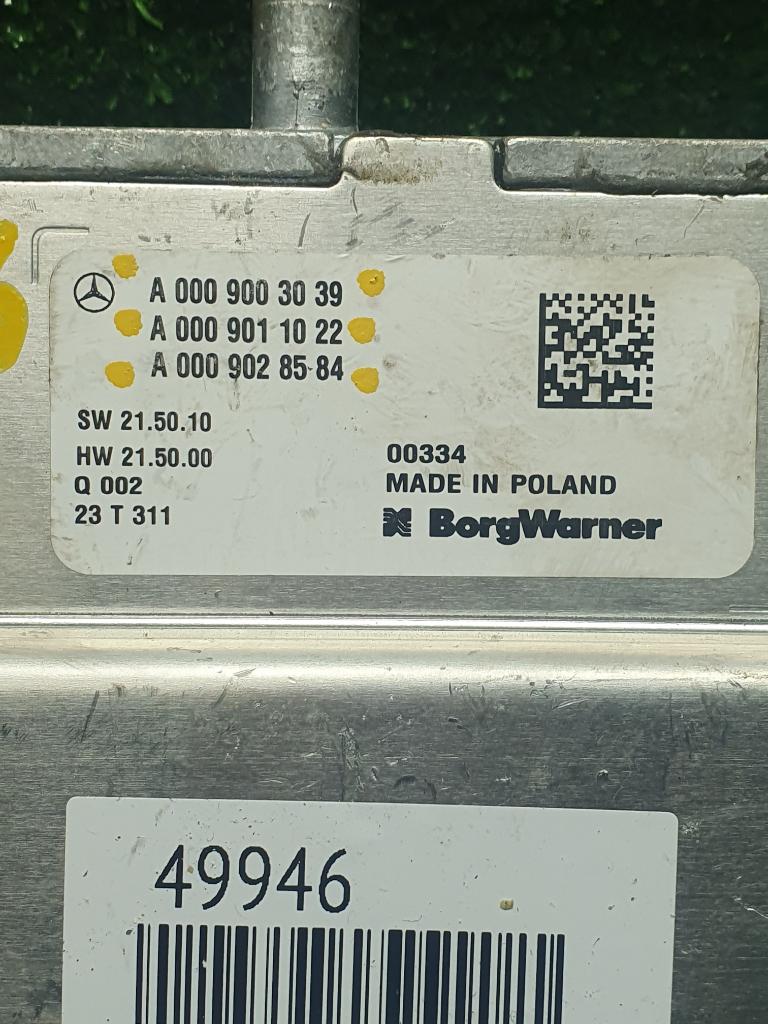 A 000 900 30 39
A 000 901 10 22
A 000 902 85 84
SW 21.50.10
HW 21.50.00
Q 002
23 T 311
00334
MADE IN POLAND
BorgWarner
49946